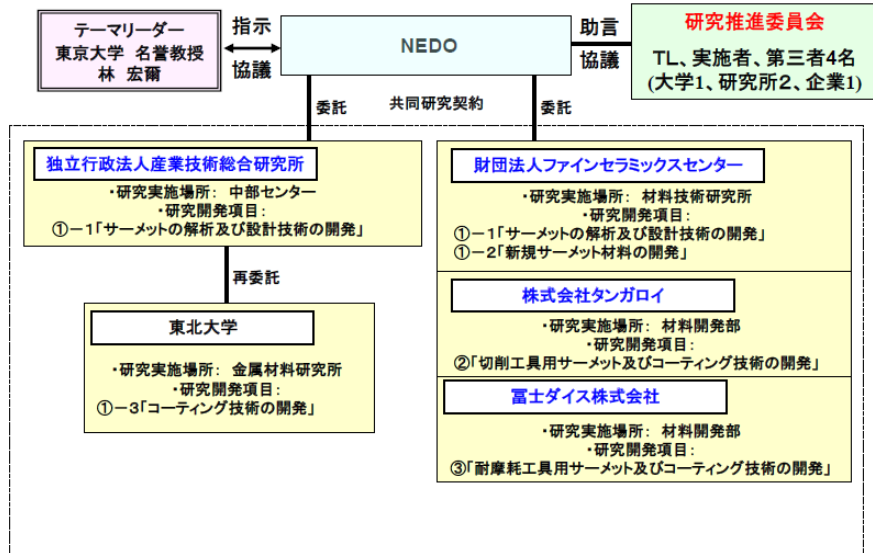 テーマリーダー
東京大学 名誉教授
林 宏爾
指示
協議
NEDO
助言
協議
研究推進委員会
TL、実施者、第三者4名
(大学1、研究所2、企業1)
委託
共同研究契約
委託
独立行政法人産業技術総合研究所
・研究実施場所: 中部センター
・研究開発項目:
①-1「サーメットの解析及び設計技術の開発」
再委託
東北大学
・研究実施場所: 金属材料研究所
・研究開発項目:
①-3「コーティング技術の開発」
財団法人ファインセラミックスセンター
・研究実施場所: 材料技術研究所
・研究開発項目:
①-1「サーメットの解析及び設計技術の開発」
①-2「新規サーメット材料の開発」
株式会社タンガロイ
・研究実施場所: 材料開発部
・研究開発項目:
②「切削工具用サーメット及びコーティング技術の開発」
冨士ダイス株式会社
・研究実施場所: 材料開発部
・研究開発項目:
③「耐摩耗工具用サーメット及びコーティング技術の開発」